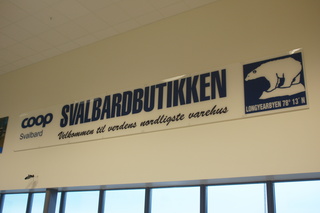 coop
Svalbard
SVALBARDBUTIKKEN
Velkommen til verdens nordligste varehus
LONGYEARBYEN 78° 13' N